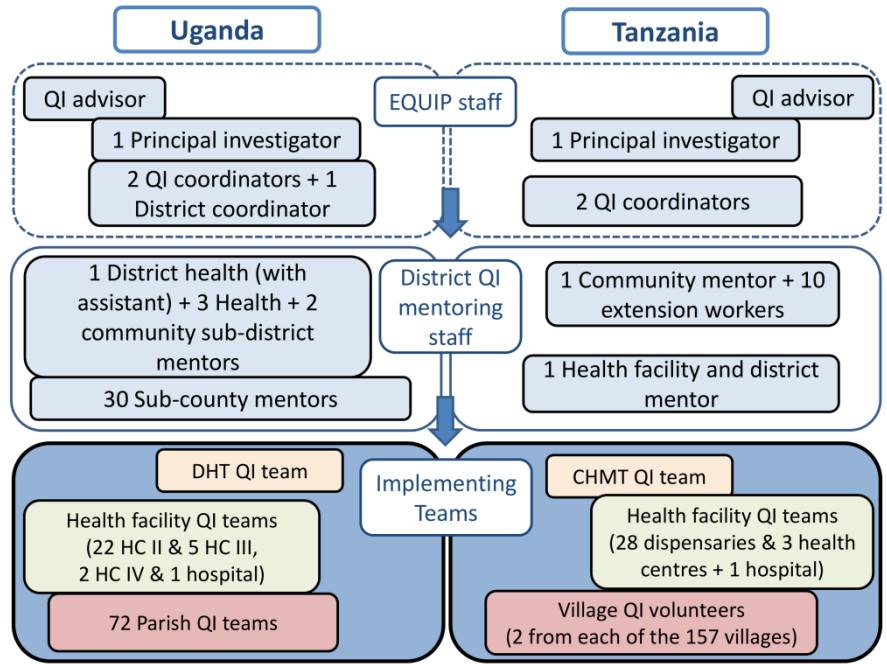 Uganda
Tanzania
EQUIP staff
QI advisor
1 Principal investigator
2 QI coordinators + 1
District coordinator
QI advisor
1 Principal investigator
2 QI coordinators
District QI
mentoring
staff
1 District health (with
assistant) + 3 Health + 2
community sub-district
mentors
30 Sub-county mentors
1 Community mentor + 10
extension workers
1 Health facility and district
mentor
Implementing
Teams
DHT QI team
Health facility QI teams
(22 HC II & 5 HC III,
2 HC IV & 1 hospital)
72 Parish QI teams
CHMT QI team
Health facility QI teams
(28 dispensaries & 3 health
centres + 1 hospital)
Village QI volunteers
(2 from each of the 157 villages)